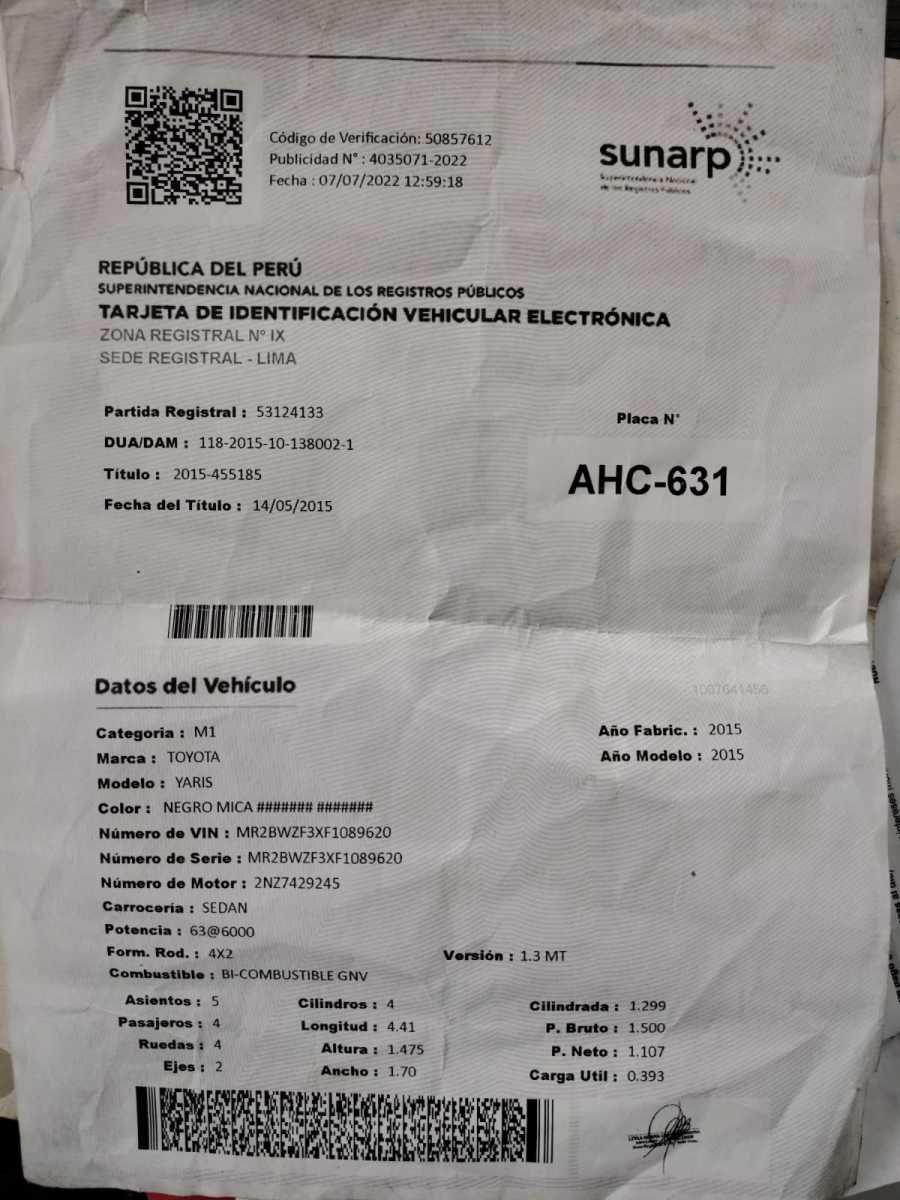 Código de Verificación: 50857612
Publicidad N° : 4035071-2022
Fecha : 07/07/2022 12:59:18
sunarp
Superintendencia Nacional
de los Registros Públicos
REPÚBLICA DEL PERÚ
SUPERINTENDENCIA NACIONAL DE LOS REGISTROS PÚBLICOS
TARJETA DE IDENTIFICACIÓN VEHICULAR ELECTRÓNICA
ZONA REGISTRAL N° IX
SEDE REGISTRAL - LIMA
Partida Registral : 53124133
DUA/DAM : 118-2015-10-138002-1
Título : 2015-455185
Fecha del Título : 14/05/2015
Placa N°
AHC-631
Datos del Vehículo
1007641456
Categoria : M1
Marca : TOYOTA
Modelo : YARIS
Color : NEGRO MICA ####### #######
Número de VIN : MR2BWZF3XF1089620
Número de Serie : MR2BWZF3XF1089620
Número de Motor : 2NZ7429245
Carrocería : SEDAN
Potencia : 63@6000
Form. Rod. : 4X2
Combustible : BI-COMBUSTIBLE GNV
Año Fabric. : 2015
Año Modelo : 2015
Versión : 1.3 MT
Asientos : 5
Pasajeros : 4
Ruedas : 4
Ejes : 2
Cilindros : 4
Longitud : 4.41
Altura : 1.475
Ancho : 1.70
Cilindrada : 1.299
P. Bruto : 1.500
P. Neto : 1.107
Carga Util : 0.393